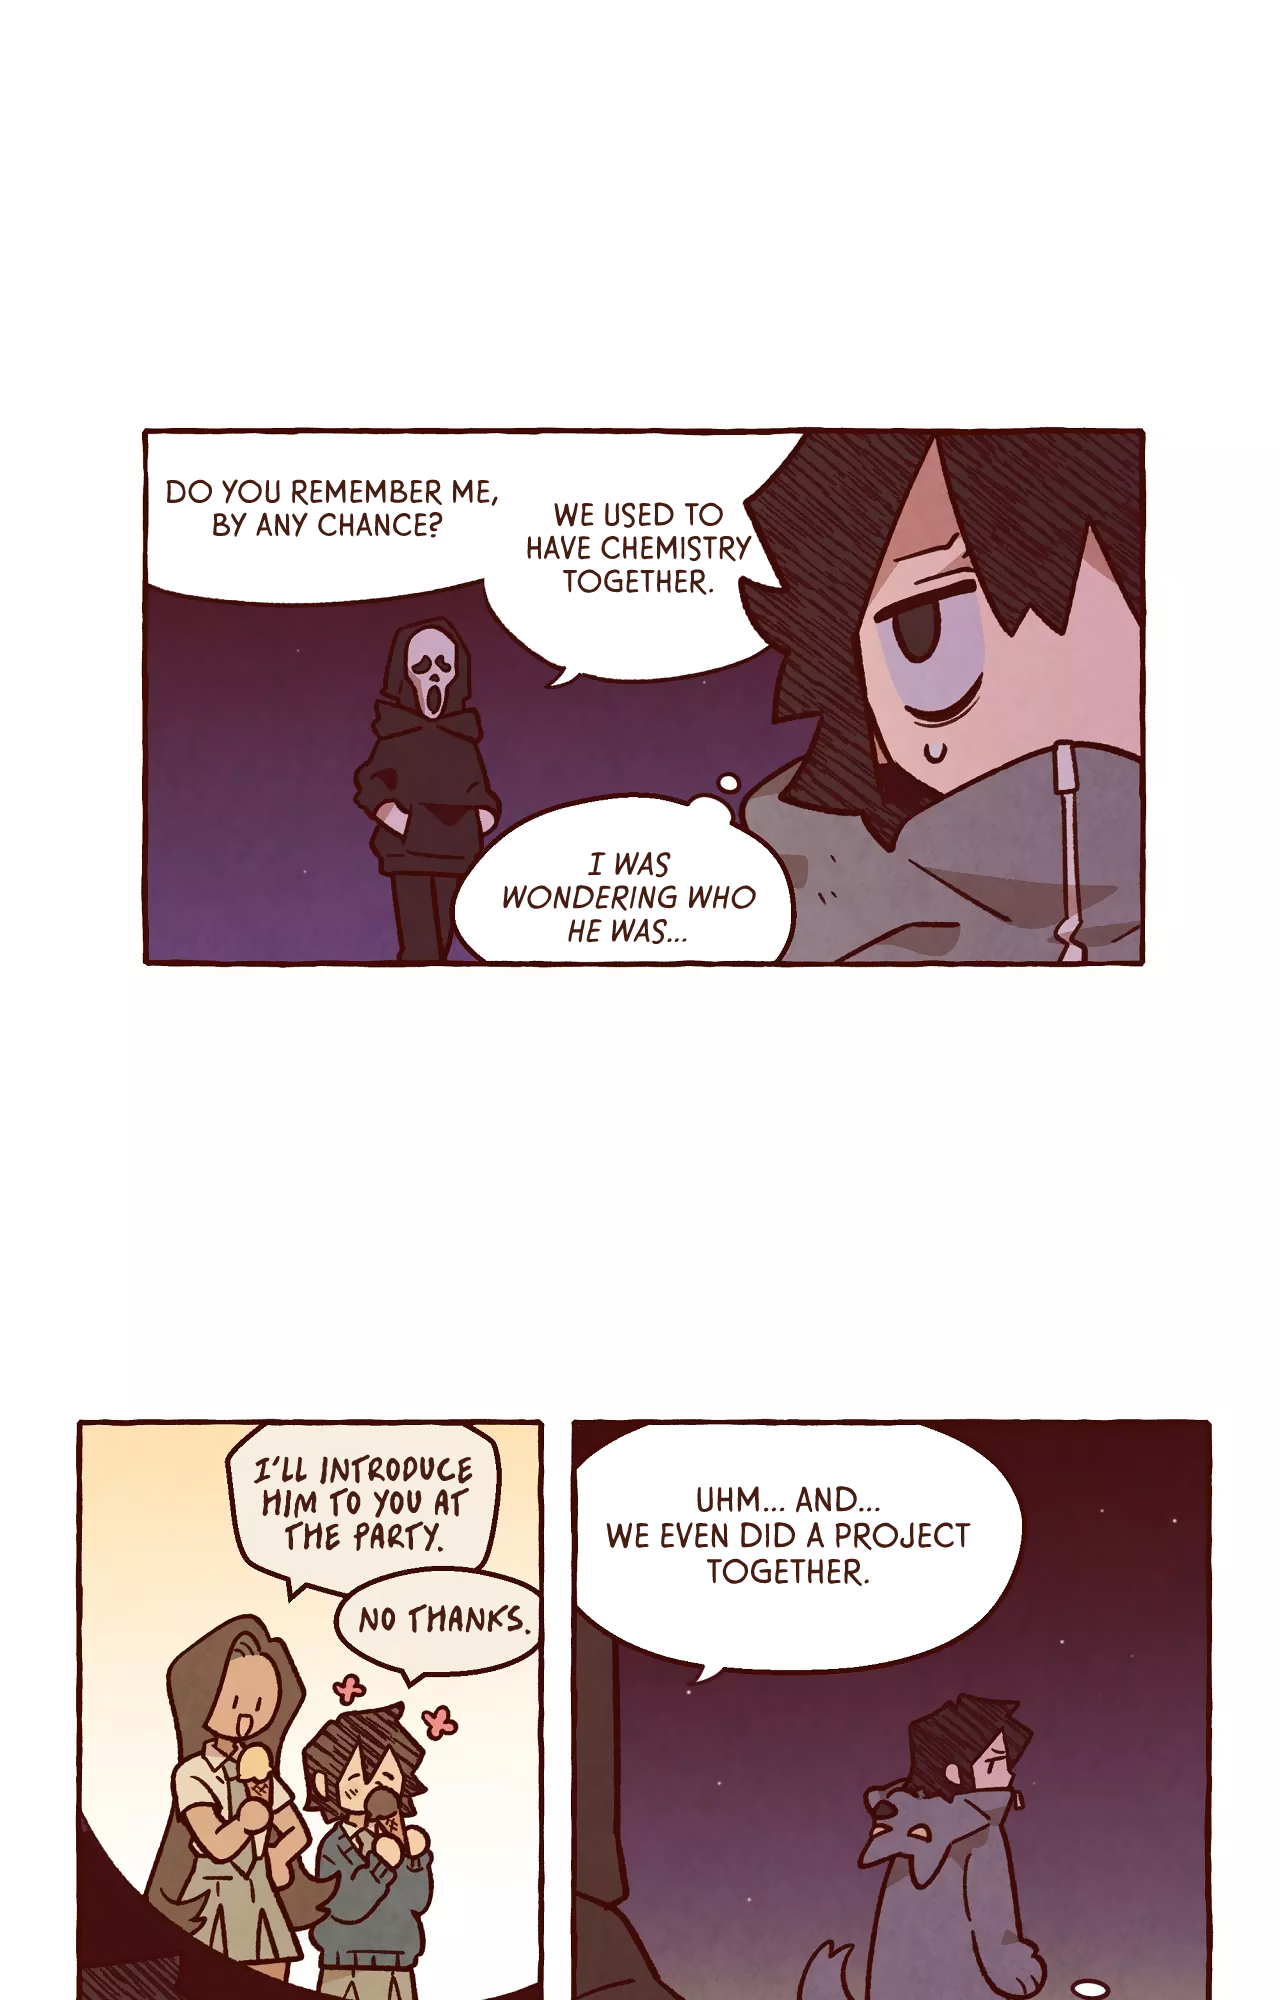 DO YOU REMEMBER ME,
BY ANY CHANCE?
WE USED TO
HAVE CHEMISTRY
TOGETHER.
I WAS
WONDERING WHO
HE WAS...
I'LL INTRODUCE
HIM TO YOU AT
THE PARTY.
NO THANKS.
UHM... AND...
WE EVEN DID A PROJECT
TOGETHER.